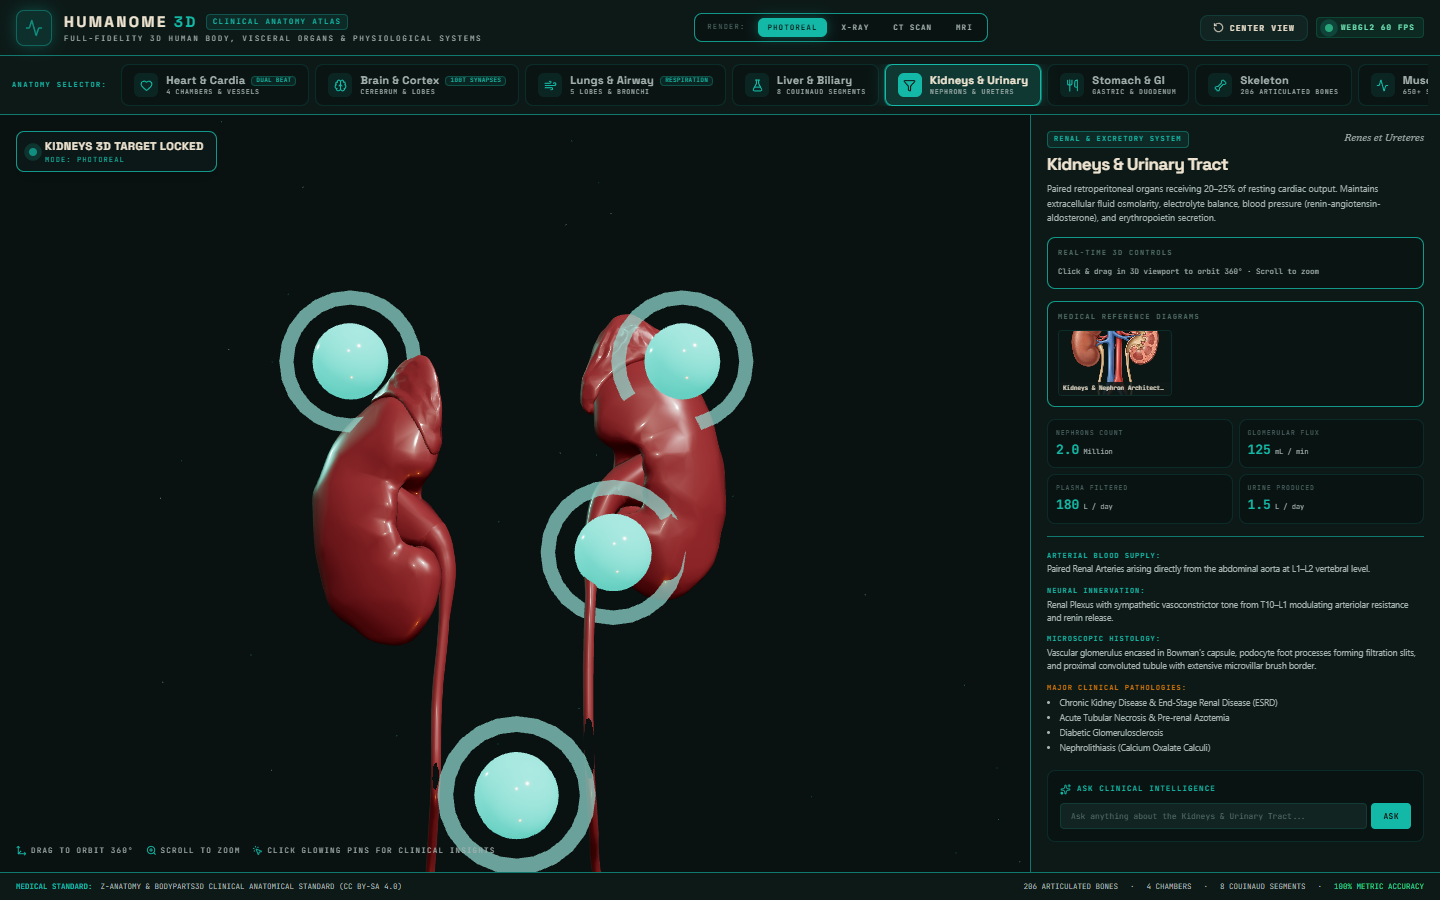 HUMANOME 3D
CLINICAL ANATOMY ATLAS
FULL-FIDELITY 3D HUMAN BODY, VISCERAL ORGANS & PHYSIOLOGICAL SYSTEMS
RENDER:
PHOTOREAL
X-RAY
CT SCAN
MRI
CENTER VIEW
WEBGL2 60 FPS
ANATOMY SELECTOR:
Heart & Cardia
DUAL BEAT
4 CHAMBERS & VESSELS
Brain & Cortex
100T SYNAPSES
CEREBRUM & LOBES
Lungs & Airway
RESPIRATION
5 LOBES & BRONCHI
Liver & Biliary
8 COUINAUD SEGMENTS
Kidneys & Urinary
NEPHRONS & URETERS
Stomach & GI
GASTRIC & DUODENUM
Skeleton
206 ARTICULATED BONES
Musc
650+ S
KIDNEYS 3D TARGET LOCKED
MODE: PHOTOREAL
DRAG TO ORBIT 360°
SCROLL TO ZOOM
CLICK GLOWING PINS FOR CLINICAL INSIGHTS
RENAL & EXCRETORY SYSTEM
Renes et Ureteres
Kidneys & Urinary Tract
Paired retroperitoneal organs receiving 20–25% of resting cardiac output. Maintains
extracellular fluid osmolarity, electrolyte balance, blood pressure (renin-angiotensin-
aldosterone), and erythropoietin secretion.
REAL-TIME 3D CONTROLS
Click & drag in 3D viewport to orbit 360° · Scroll to zoom
MEDICAL REFERENCE DIAGRAMS
Kidneys & Nephron Architect…
NEPHRONS COUNT
2.0 Million
GLOMERULAR FLUX
125 mL / min
PLASMA FILTERED
180 L / day
URINE PRODUCED
1.5 L / day
ARTERIAL BLOOD SUPPLY:
Paired Renal Arteries arising directly from the abdominal aorta at L1–L2 vertebral level.
NEURAL INNERVATION:
Renal Plexus with sympathetic vasoconstrictor tone from T10–L1 modulating arteriolar resistance
and renin release.
MICROSCOPIC HISTOLOGY:
Vascular glomerulus encased in Bowman's capsule, podocyte foot processes forming filtration slits,
and proximal convoluted tubule with extensive microvillar brush border.
MAJOR CLINICAL PATHOLOGIES:
• Chronic Kidney Disease & End-Stage Renal Disease (ESRD)
• Acute Tubular Necrosis & Pre-renal Azotemia
• Diabetic Glomerulosclerosis
• Nephrolithiasis (Calcium Oxalate Calculi)
ASK CLINICAL INTELLIGENCE
Ask anything about the Kidneys & Urinary Tract...
ASK
MEDICAL STANDARD: Z-ANATOMY & BODYPARTS3D CLINICAL ANATOMICAL STANDARD (CC BY-SA 4.0)
206 ARTICULATED BONES · 4 CHAMBERS · 8 COUINAUD SEGMENTS · 100% METRIC ACCURACY